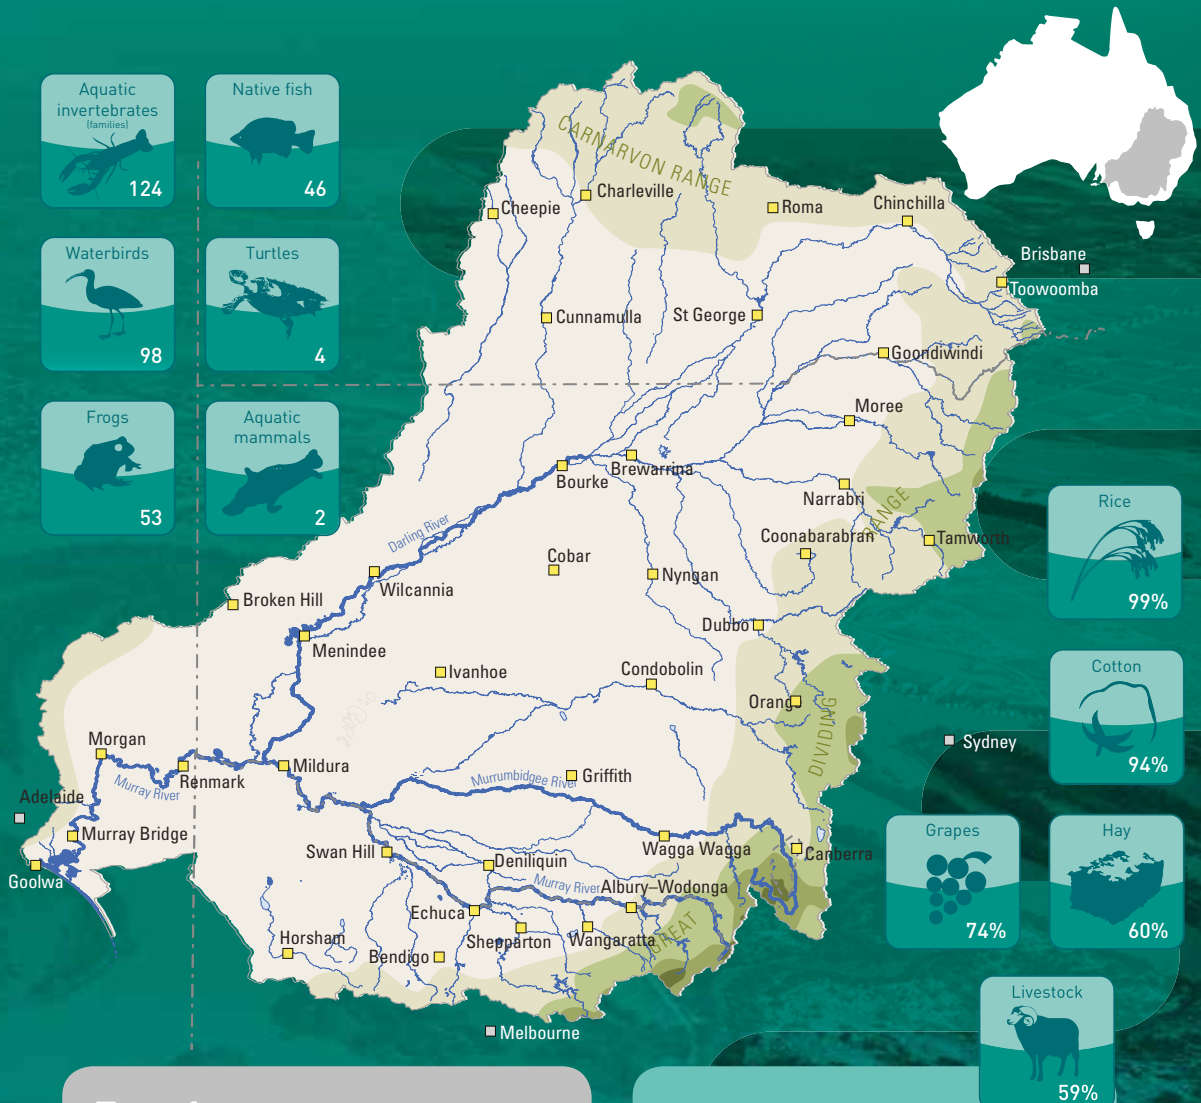 Aquatic
invertebrates
(families)
124
Native fish
46
Waterbirds
98
Turtles
4
Frogs
53
Aquatic
mammals
2
CARNARVON RANGE
Charleville
Cheepie
Roma
Chinchilla
Brisbane
Toowoomba
Cunnamulla
St George
Goondiwindi
Moree
Brewarrina
Bourke
Narrabri
RANGE
Darling River
Coonabarabran
Tamworth
Cobar
Nyngan
Wilcannia
Broken Hill
Dubbo
Menindee
Ivanhoe
Condobolin
Orange
DIVIDING
Sydney
Morgan
Renmark
Mildura
Murray River
Murrumbidgee River
Griffith
Adelaide
Murray Bridge
Goolwa
Swan Hill
Deniliquin
Wagga Wagga
Canberra
Murray River
Albury–Wodonga
Echuca
Shepparton
Wangaratta
GREAT
Horsham
Bendigo
Melbourne
Rice
99%
Cotton
94%
Grapes
74%
Hay
60%
Livestock
59%